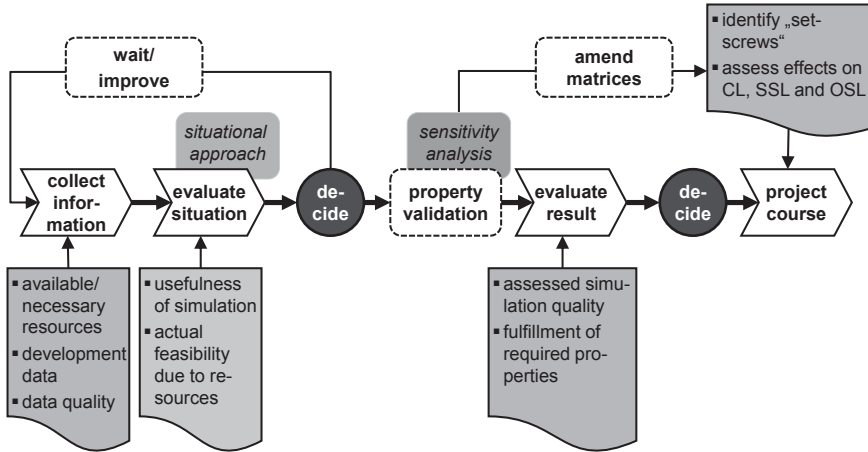 wait/
improve
amend
matrices
▪ identify „set-
screws“
▪ assess effects on
CL, SSL and OSL
situational
approach
sensitivity
analysis
collect
infor-
mation
evaluate
situation
de-
cide
property
validation
evaluate
result
de-
cide
project
course
▪ available/
necessary
resources
▪ development
data
▪ data quality
▪ usefulness
of simulation
▪ actual
feasibility
due to re-
sources
▪ assessed simu-
lation quality
▪ fulfillment of
required pro-
perties